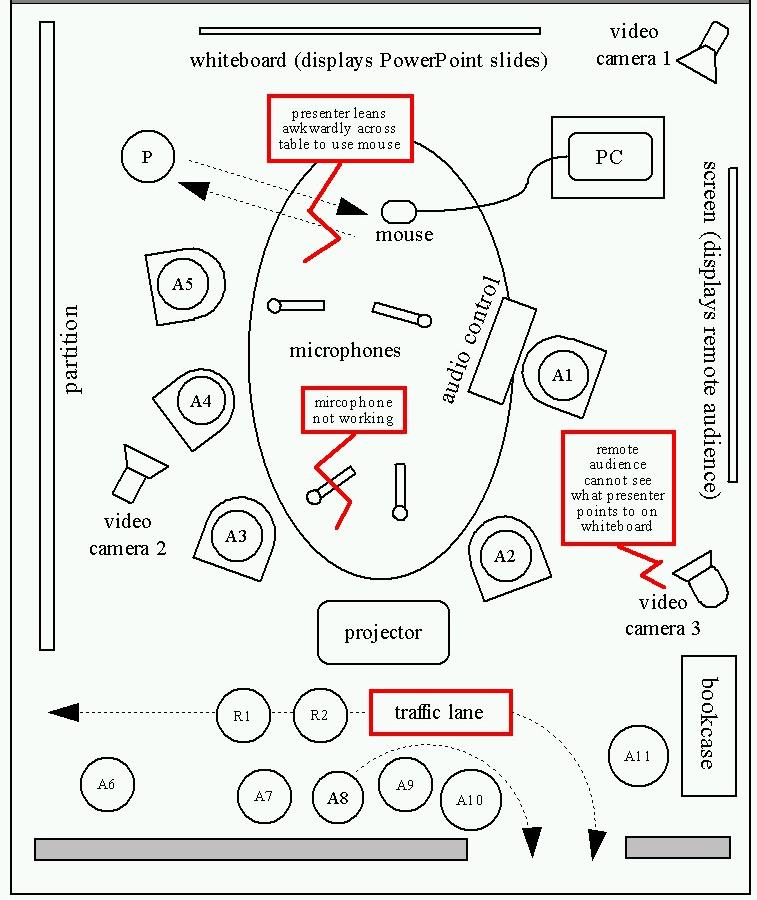 video
camera 1
whiteboard (displays PowerPoint slides)
presenter leans
awkwardly across
table to use mouse
P
PC
mouse
screen (displays remote audience)
A5
partition
microphones
audio control
A1
A4
mircophone
not working
remote
audience
cannot see
what presenter
points to on
whiteboard
video
camera 2
A3
A2
video
camera 3
projector
bookcase
R1
R2
traffic lane
A11
A6
A7
A8
A9
A10